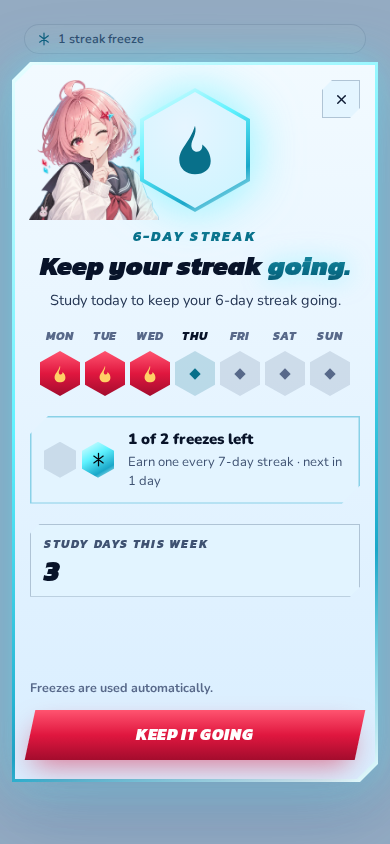 1 streak freeze
6-DAY STREAK
Keep your streak going.
Study today to keep your 6-day streak going.
MON TUE WED THU FRI SAT SUN
1 of 2 freezes left
Earn one every 7-day streak · next in
1 day
STUDY DAYS THIS WEEK
3
Freezes are used automatically.
KEEP IT GOING